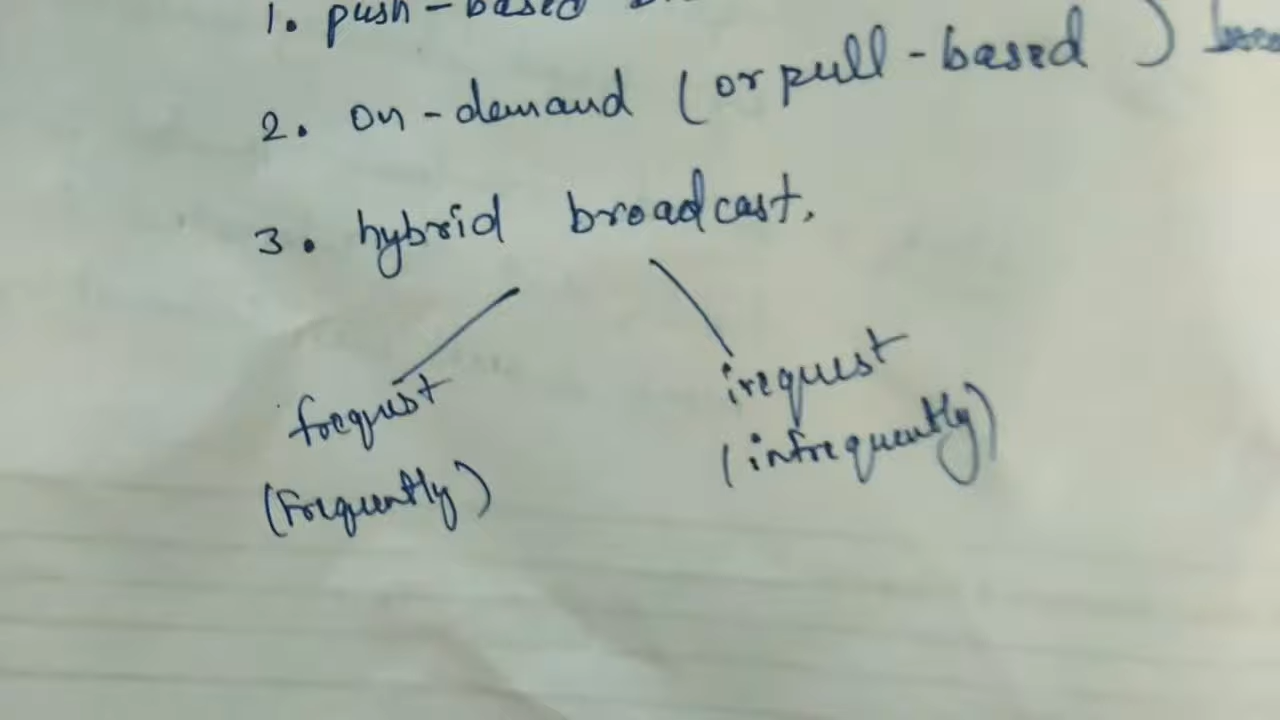 1. push-based
2. on-demand (or pull-based)
3. hybrid broadcast.
frequest irequest
(Frequently) (infrequently)